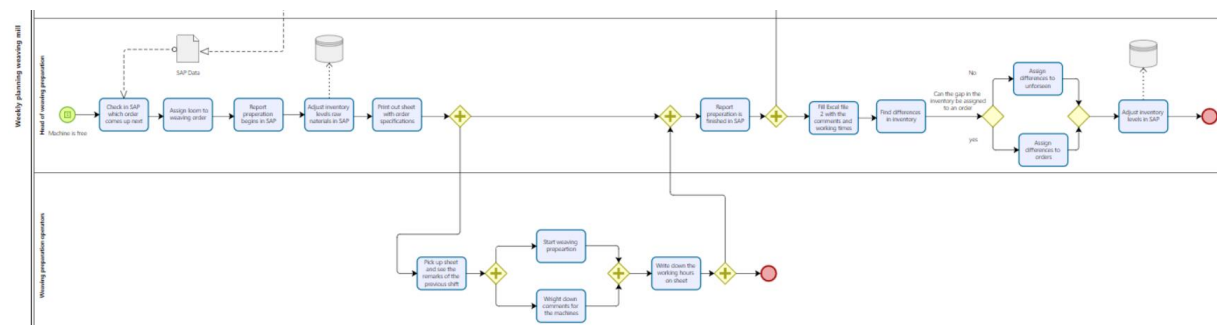 Weekly planning weaving mill
Head of weaving preparation
SAP Data
Machine is free
Check in SAP
which order
comes up next
Assign loom to
weaving order
Report
preparation
begins in SAP
Adjust inventory
levels raw
materials in SAP
Print out sheet
with order
specifications
Report
preperation is
finished in SAP
Fill Excel file
2 with the
comments and
working times
Find differences
in inventory
Can the gap in the
inventory be assigned
to an order
No
yes
Assign
differences to
unforseen
Assign
differences to
orders
Adjust inventory
levels in SAP
Weaving preparation operators
Pick up sheet
and see the
remarks of the
previous shift
Start weaving
prepeartion
Wright down
comments for
the machines
Write down the
working hours
on sheet